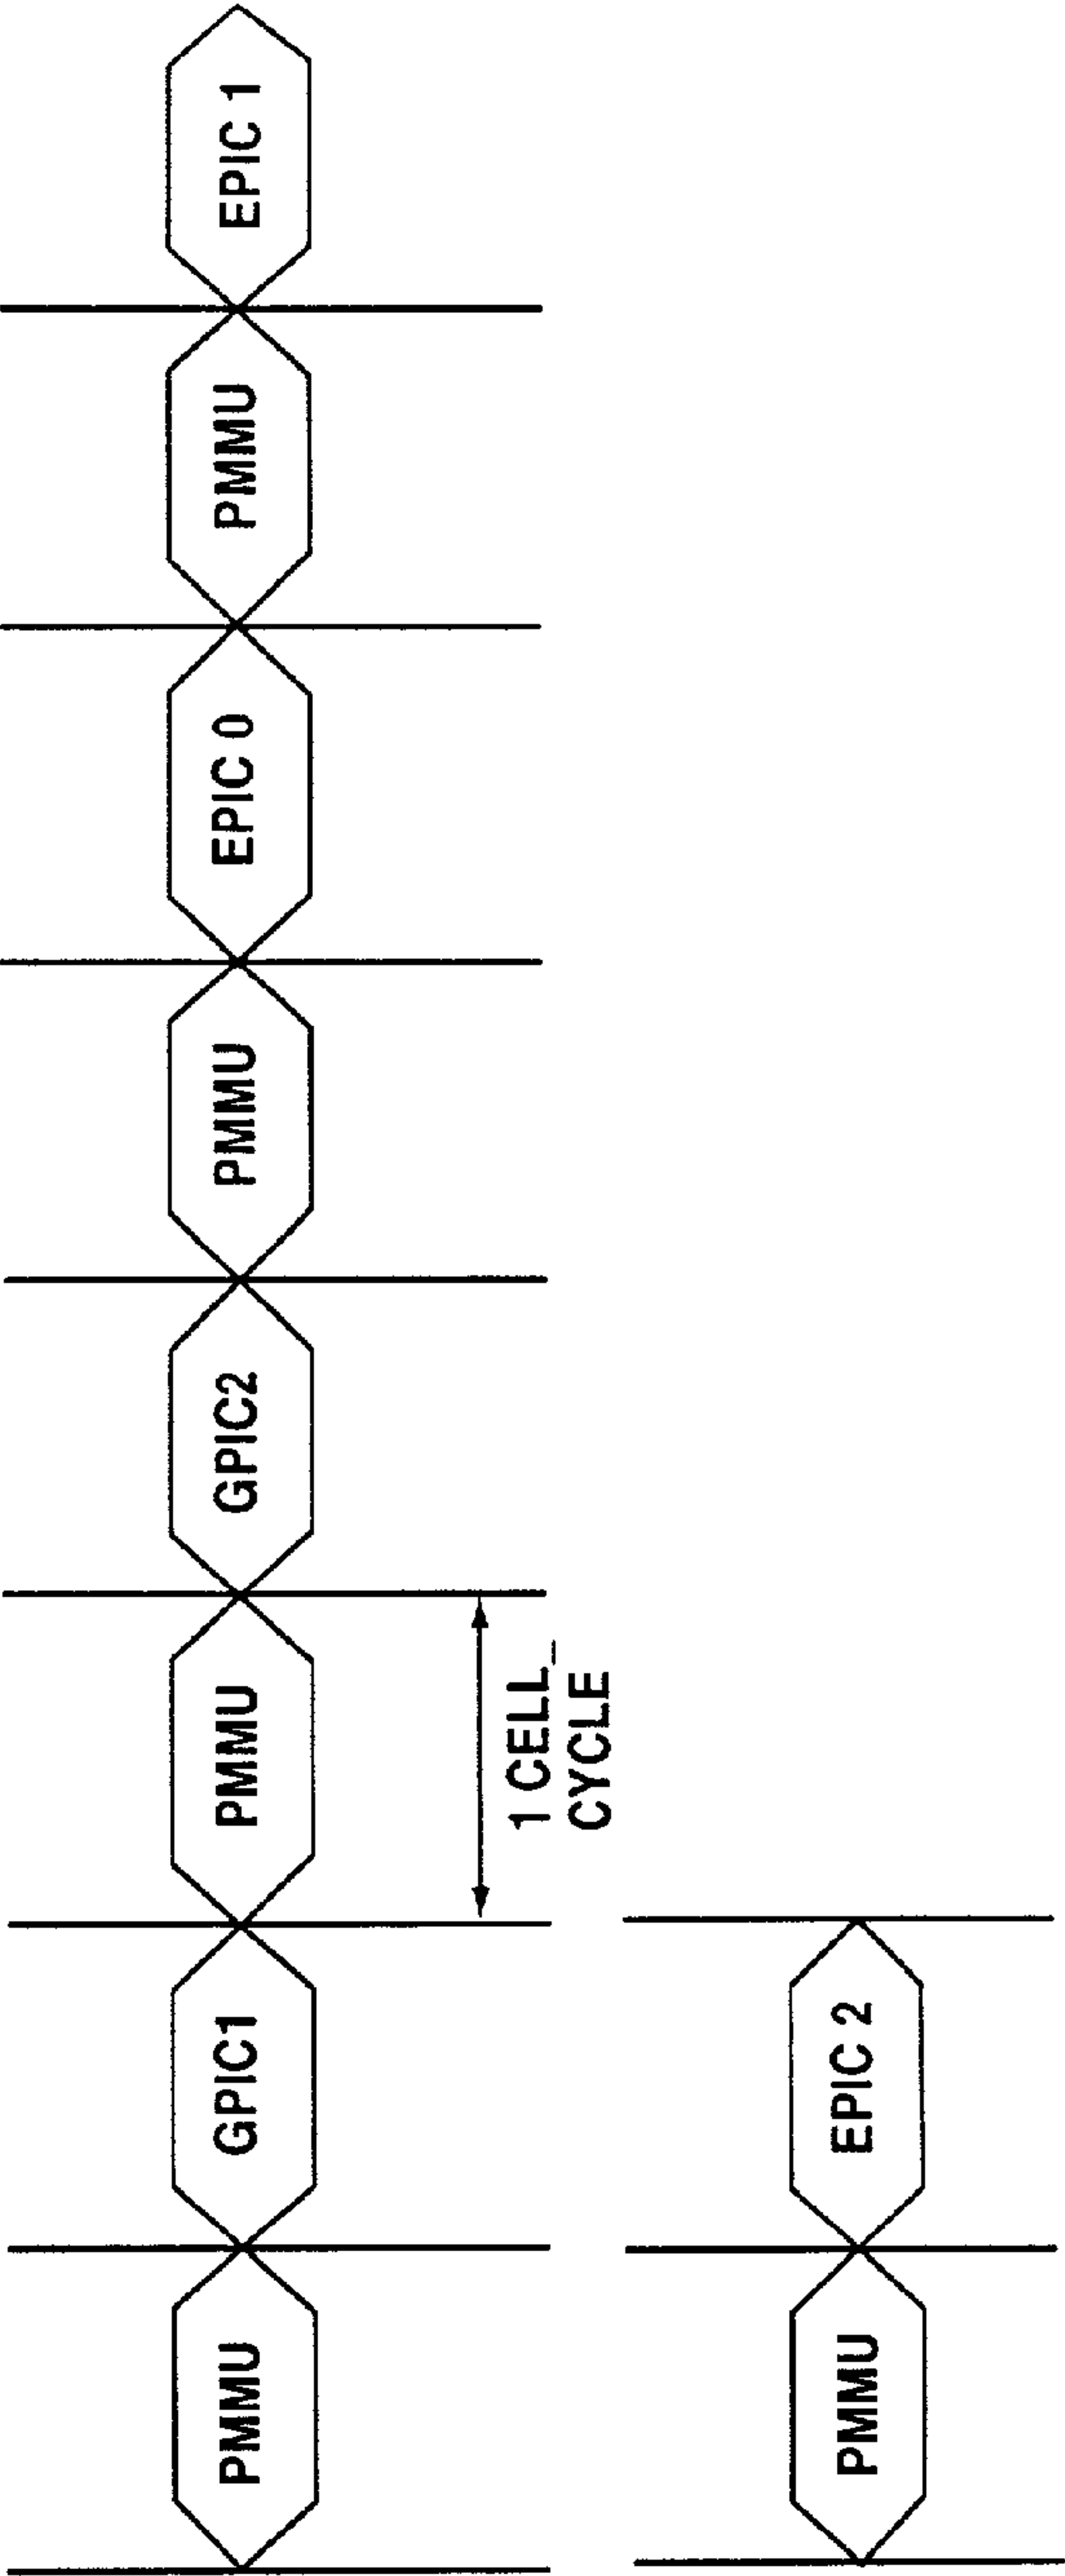 PMMU
GPIC1
PMMU
GPIC2
PMMU
EPIC 0
PMMU
EPIC 1
1 CELL_
CYCLE
PMMU
EPIC 2